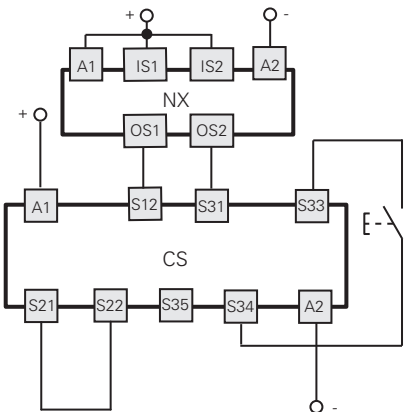 + -
A1 IS1 IS2 A2
NX
+ OS1 OS2
A1 S12 S31 S33
CS
S21 S22 S35 S34 A2
-